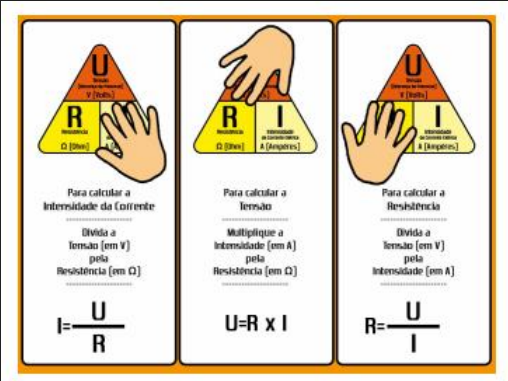 U
Tensão
V (Volts)
R
Resistência
Ω (Ohm)
Para calcular a
Intensidade da Corrente
Divida a
Tensão (em V)
pela
Resistência (em Ω)
I=
U
R
R
Resistência
Ω (Ohm)
I
Intensidade
da Corrente Elétrica
A (Ampéres)
Para calcular a
Tensão
Multiplique a
Intensidade (em A)
pela
Resistência (em Ω)
U=R x I
U
Tensão
V (Volts)
I
Intensidade
da Corrente Elétrica
A (Ampéres)
Para calcular a
Resistência
Divida a
Tensão (em V)
pela
Intensidade (em A)
R=
U
I